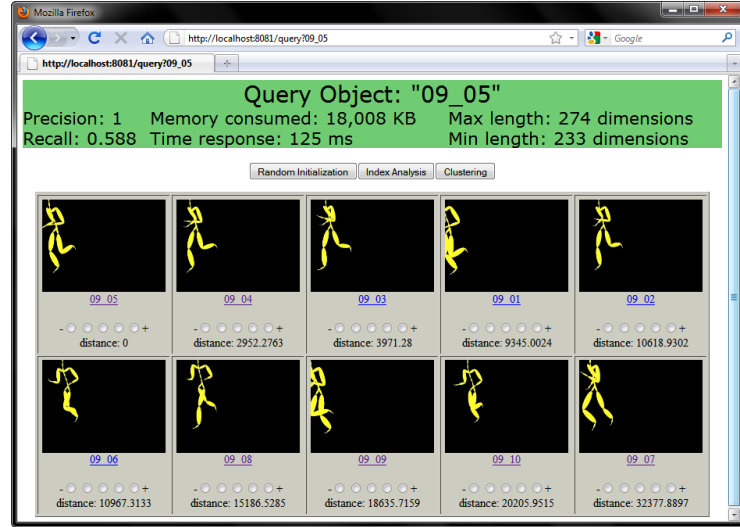 Mozilla Firefox
http://localhost:8081/query?09_05
Google
http://localhost:8081/query?09_05
Query Object: "09_05"
Precision: 1 Memory consumed: 18,008 KB Max length: 274 dimensions
Recall: 0.588 Time response: 125 ms Min length: 233 dimensions
Random Initialization Index Analysis Clustering
09_05 09_04 09_03 09_01 09_02
- + - + - + - + - +
distance: 0 distance: 2952.2763 distance: 3971.28 distance: 9345.0024 distance: 10618.9302
09_06 09_08 09_09 09_10 09_07
- + - + - + - + - +
distance: 10967.3133 distance: 15186.5285 distance: 18635.7159 distance: 20205.9515 distance: 32377.8897